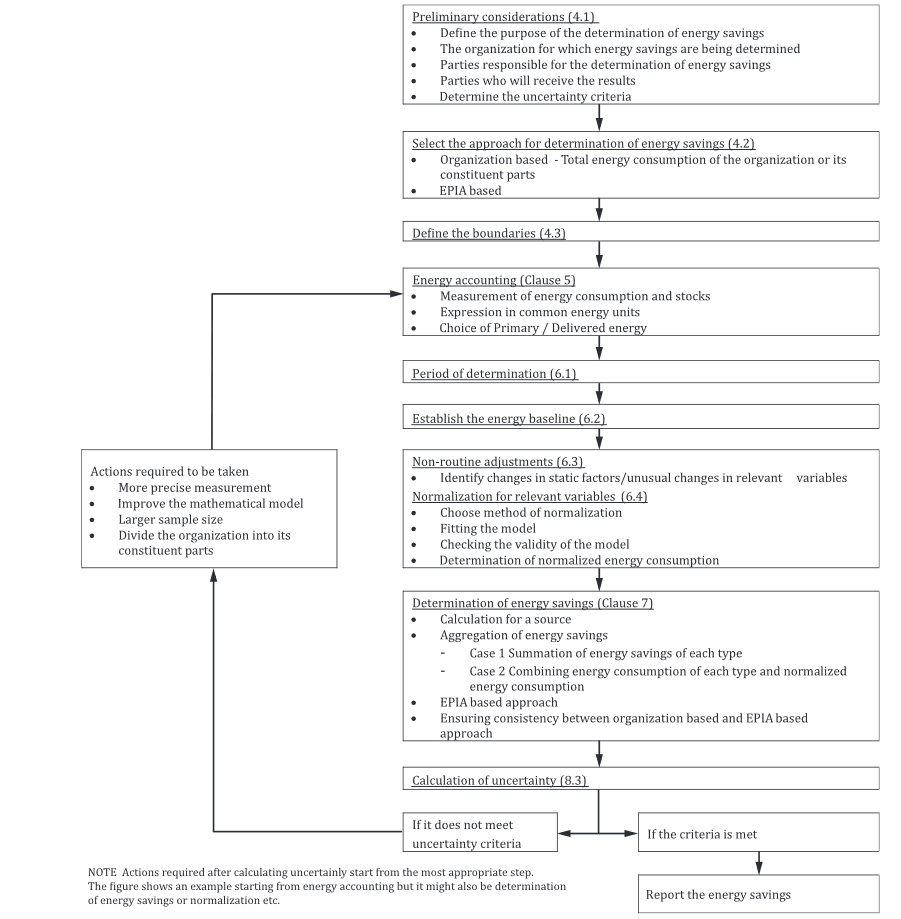 Preliminary considerations (4.1)
• Define the purpose of the determination of energy savings
• The organization for which energy savings are being determined
• Parties responsible for the determination of energy savings
• Parties who will receive the results
• Determine the uncertainty criteria
Select the approach for determination of energy savings (4.2)
• Organization based - Total energy consumption of the organization or its
constituent parts
• EPIA based
Define the boundaries (4.3)
Energy accounting (Clause 5)
• Measurement of energy consumption and stocks
• Expression in common energy units
• Choice of Primary / Delivered energy
Period of determination (6.1)
Establish the energy baseline (6.2)
Non-routine adjustments (6.3)
• Identify changes in static factors/unusual changes in relevant variables
Normalization for relevant variables (6.4)
• Choose method of normalization
• Fitting the model
• Checking the validity of the model
• Determination of normalized energy consumption
Actions required to be taken
• More precise measurement
• Improve the mathematical model
• Larger sample size
• Divide the organization into its
constituent parts
Determination of energy savings (Clause 7)
• Calculation for a source
• Aggregation of energy savings
- Case 1 Summation of energy savings of each type
- Case 2 Combining energy consumption of each type and normalized
energy consumption
• EPIA based approach
• Ensuring consistency between organization based and EPIA based
approach
Calculation of uncertainty (8.3)
If it does not meet
uncertainty criteria
If the criteria is met
Report the energy savings
NOTE Actions required after calculating uncertainly start from the most appropriate step.
The figure shows an example starting from energy accounting but it might also be determination
of energy savings or normalization etc.